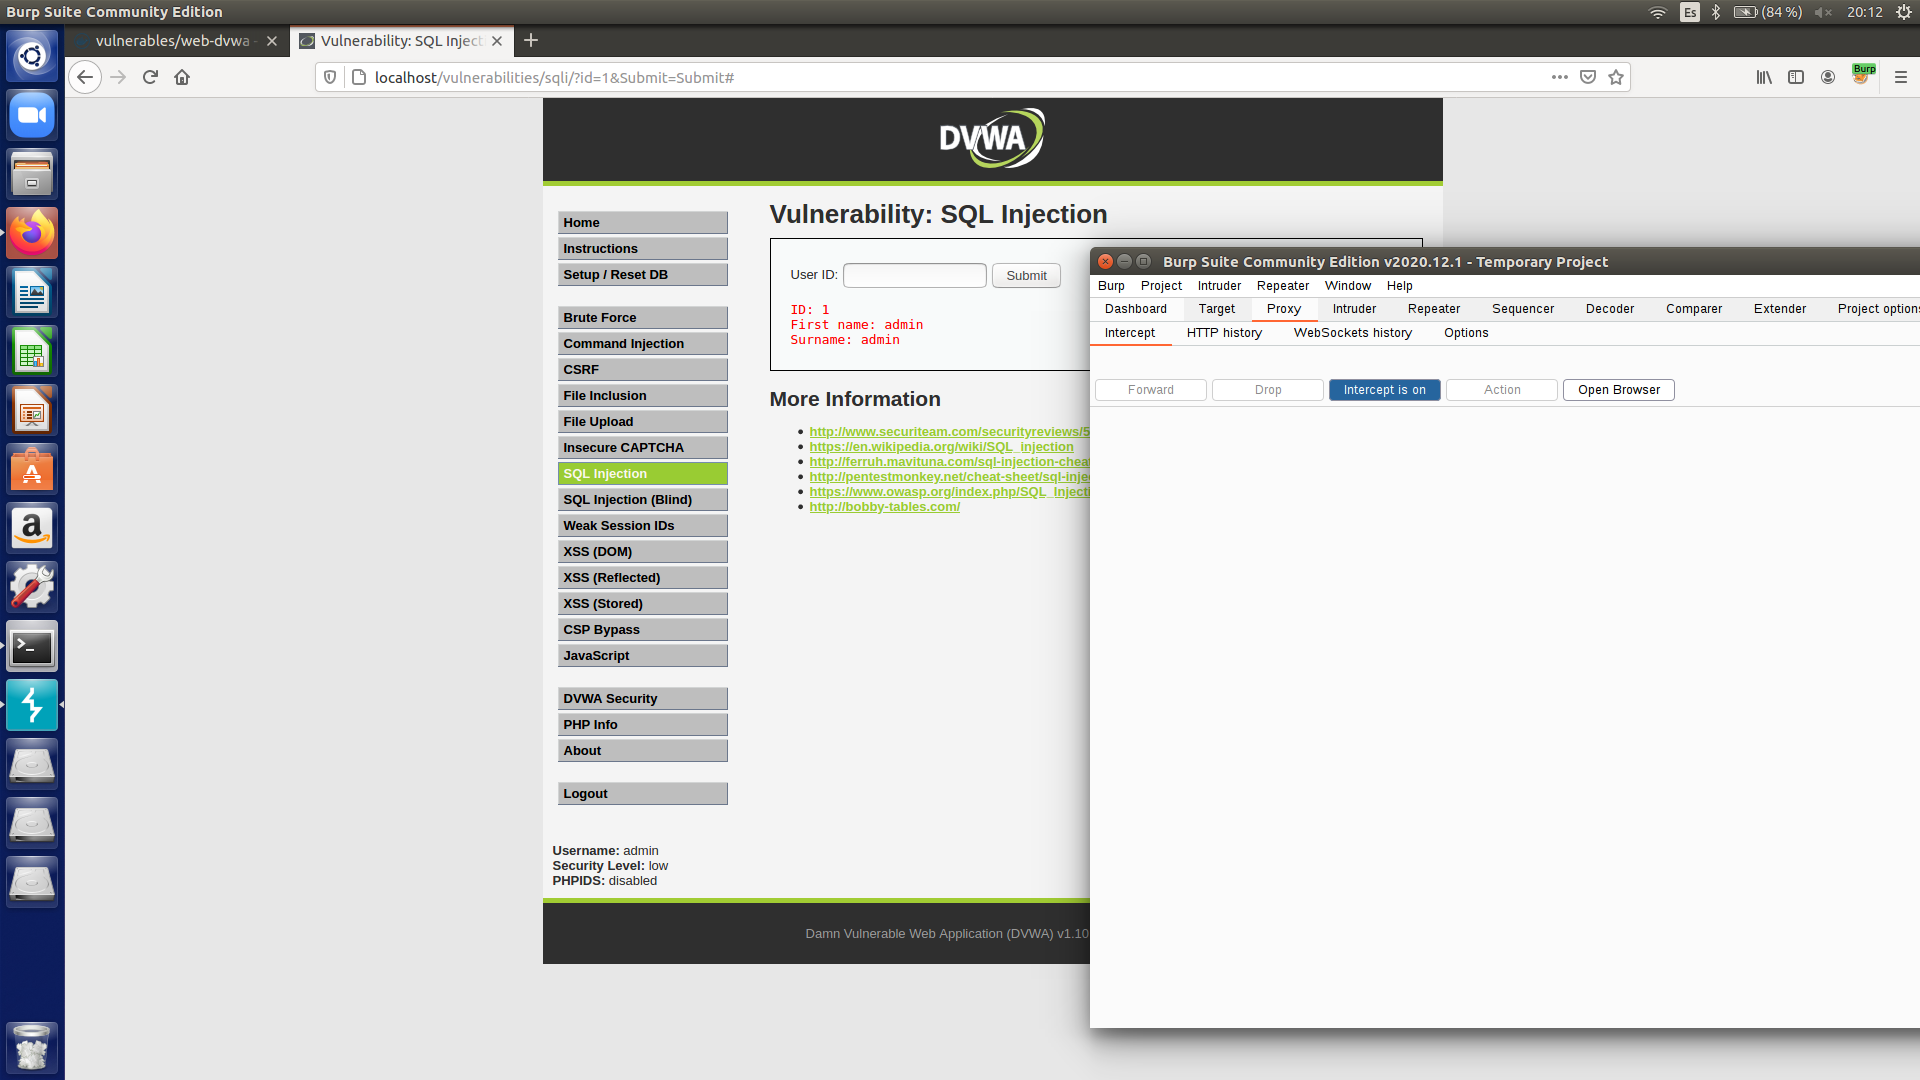 Burp Suite Community Edition
Es
(84 %)
20:12
vulnerables/web-dvwa
Vulnerability: SQL Inject
localhost/vulnerabilities/sqli/?id=1&Submit=Submit#
Burp
DVWA
Home
Instructions
Setup / Reset DB
Brute Force
Command Injection
CSRF
File Inclusion
File Upload
Insecure CAPTCHA
SQL Injection
SQL Injection (Blind)
Weak Session IDs
XSS (DOM)
XSS (Reflected)
XSS (Stored)
CSP Bypass
JavaScript
DVWA Security
PHP Info
About
Logout
Username: admin
Security Level: low
PHPIDS: disabled
Vulnerability: SQL Injection
User ID:
Submit
ID: 1
First name: admin
Surname: admin
More Information
http://www.securiteam.com/securityreviews/5
https://en.wikipedia.org/wiki/SQL_injection
http://ferruh.mavituna.com/sql-injection-cheat
http://pentestmonkey.net/cheat-sheet/sql-inje
https://www.owasp.org/index.php/SQL_Injecti
http://bobby-tables.com/
Damn Vulnerable Web Application (DVWA) v1.10
Burp Suite Community Edition v2020.12.1 - Temporary Project
Burp Project Intruder Repeater Window Help
Dashboard Target Proxy Intruder Repeater Sequencer Decoder Comparer Extender Project options
Intercept HTTP history WebSockets history Options
Forward Drop Intercept is on Action Open Browser